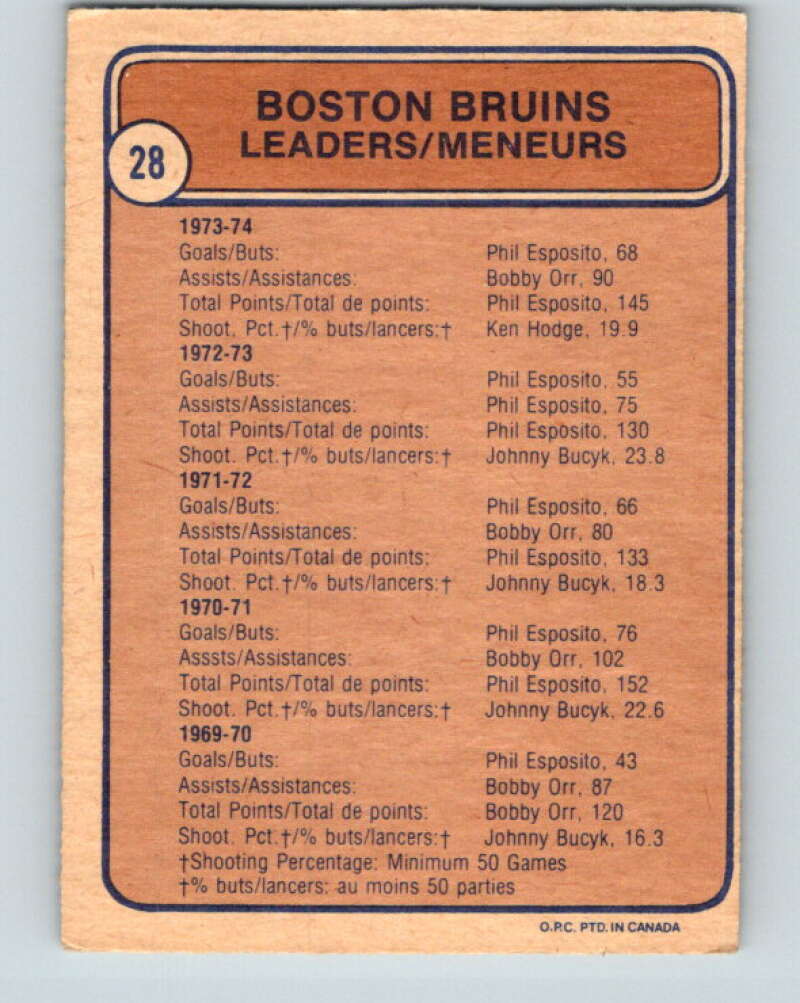 BOSTON BRUINS
LEADERS/MENEURS
28
1973-74
Goals/Buts: Phil Esposito, 68
Assists/Assistances: Bobby Orr, 90
Total Points/Total de points: Phil Esposito, 145
Shoot. Pct.†/% buts/lancers:† Ken Hodge, 19.9
1972-73
Goals/Buts: Phil Esposito, 55
Assists/Assistances: Phil Esposito, 75
Total Points/Total de points: Phil Esposito, 130
Shoot. Pct.†/% buts/lancers:† Johnny Bucyk, 23.8
1971-72
Goals/Buts: Phil Esposito, 66
Assists/Assistances: Bobby Orr, 80
Total Points/Total de points: Phil Esposito, 133
Shoot. Pct.†/% buts/lancers:† Johnny Bucyk, 18.3
1970-71
Goals/Buts: Phil Esposito, 76
Asssts/Assistances: Bobby Orr, 102
Total Points/Total de points: Phil Esposito, 152
Shoot. Pct.†/% buts/lancers:† Johnny Bucyk, 22.6
1969-70
Goals/Buts: Phil Esposito, 43
Assists/Assistances: Bobby Orr, 87
Total Points/Total de points: Bobby Orr, 120
Shoot. Pct.†/% buts/lancers:† Johnny Bucyk, 16.3
†Shooting Percentage: Minimum 50 Games
†% buts/lancers: au moins 50 parties
O.P.C. PTD. IN CANADA